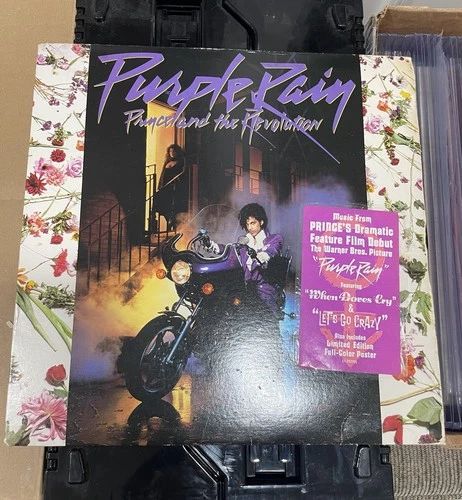 Purple Rain
Prince and the Revolution
Music From
PRINCE'S Dramatic
Feature Film Debut
The Warner Bros. Picture
"Purple Rain"
Featuring
"When Doves Cry"
&
"LET'S GO CRAZY"
Also Includes
Limited Edition
Full-Color Poster